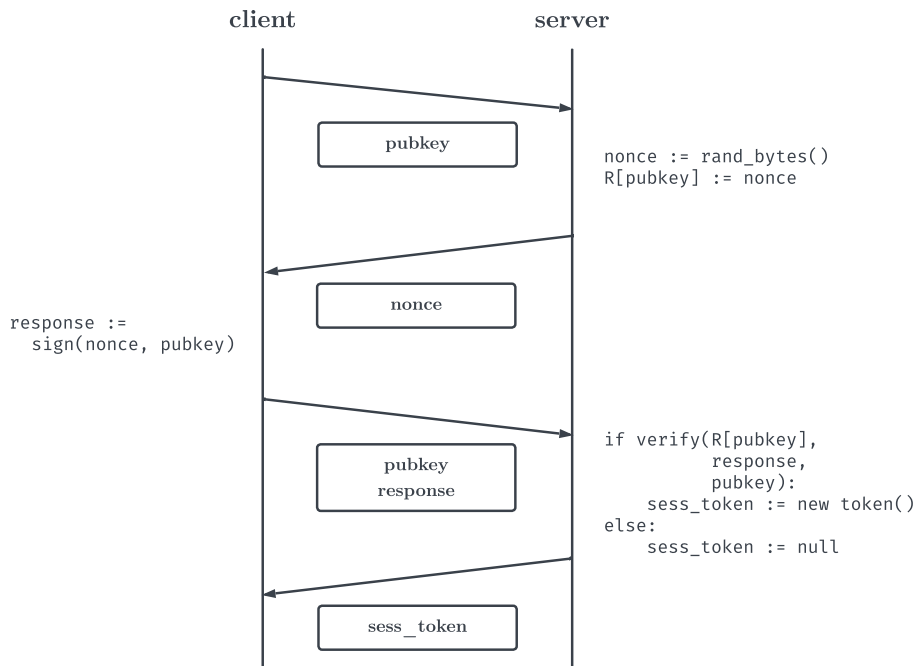 client
server
pubkey
nonce := rand_bytes()
R[pubkey] := nonce
nonce
response :=
  sign(nonce, pubkey)
pubkey
response
if verify(R[pubkey],
          response,
          pubkey):
    sess_token := new token()
else:
    sess_token := null
sess_token